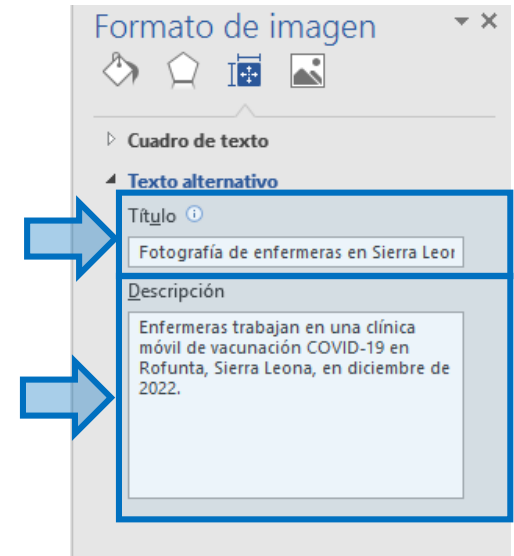 Formato de imagen
Cuadro de texto
Texto alternativo
Título
Fotografía de enfermeras en Sierra Leor
Descripción
Enfermeras trabajan en una clínica
móvil de vacunación COVID-19 en
Rofunta, Sierra Leona, en diciembre de
2022.